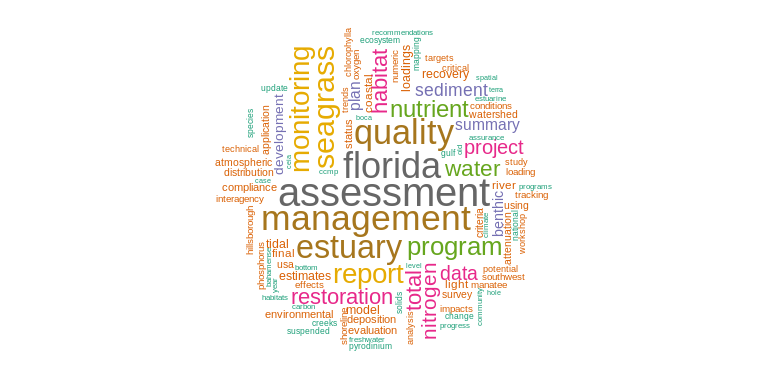 recommendations
ecosystem
chlorophylla
oxygen
trends
coastal
plan
habitat
numeric
loadings
mapping
targets
critical
recovery
spatial
monitoring
seagrass
update
sediment
terra
estuarine
nutrient
conditions
watershed
boca
status
quality
summary
species
application
development
assurance
technical
gulf
old
project
atmospheric
ceia
florida
water
study
distribution
ccmp
loading
case
compliance
assessment
river
programs
tracking
interagency
benthic
using
hillsborough
management
criteria
climate
attenuation
national
workshop
tidal
estuary
program
final
phosphorus
bahamense
year
usa
bottom
report
level
nitrogen
total
data
potential
southwest
estimates
effects
light
manatee
habitats
restoration
solids
survey
community
hole
carbon
model
environmental
shoreline
deposition
impacts
change
creeks
progress
suspended
evaluation
analysis
freshwater
pyrodinium